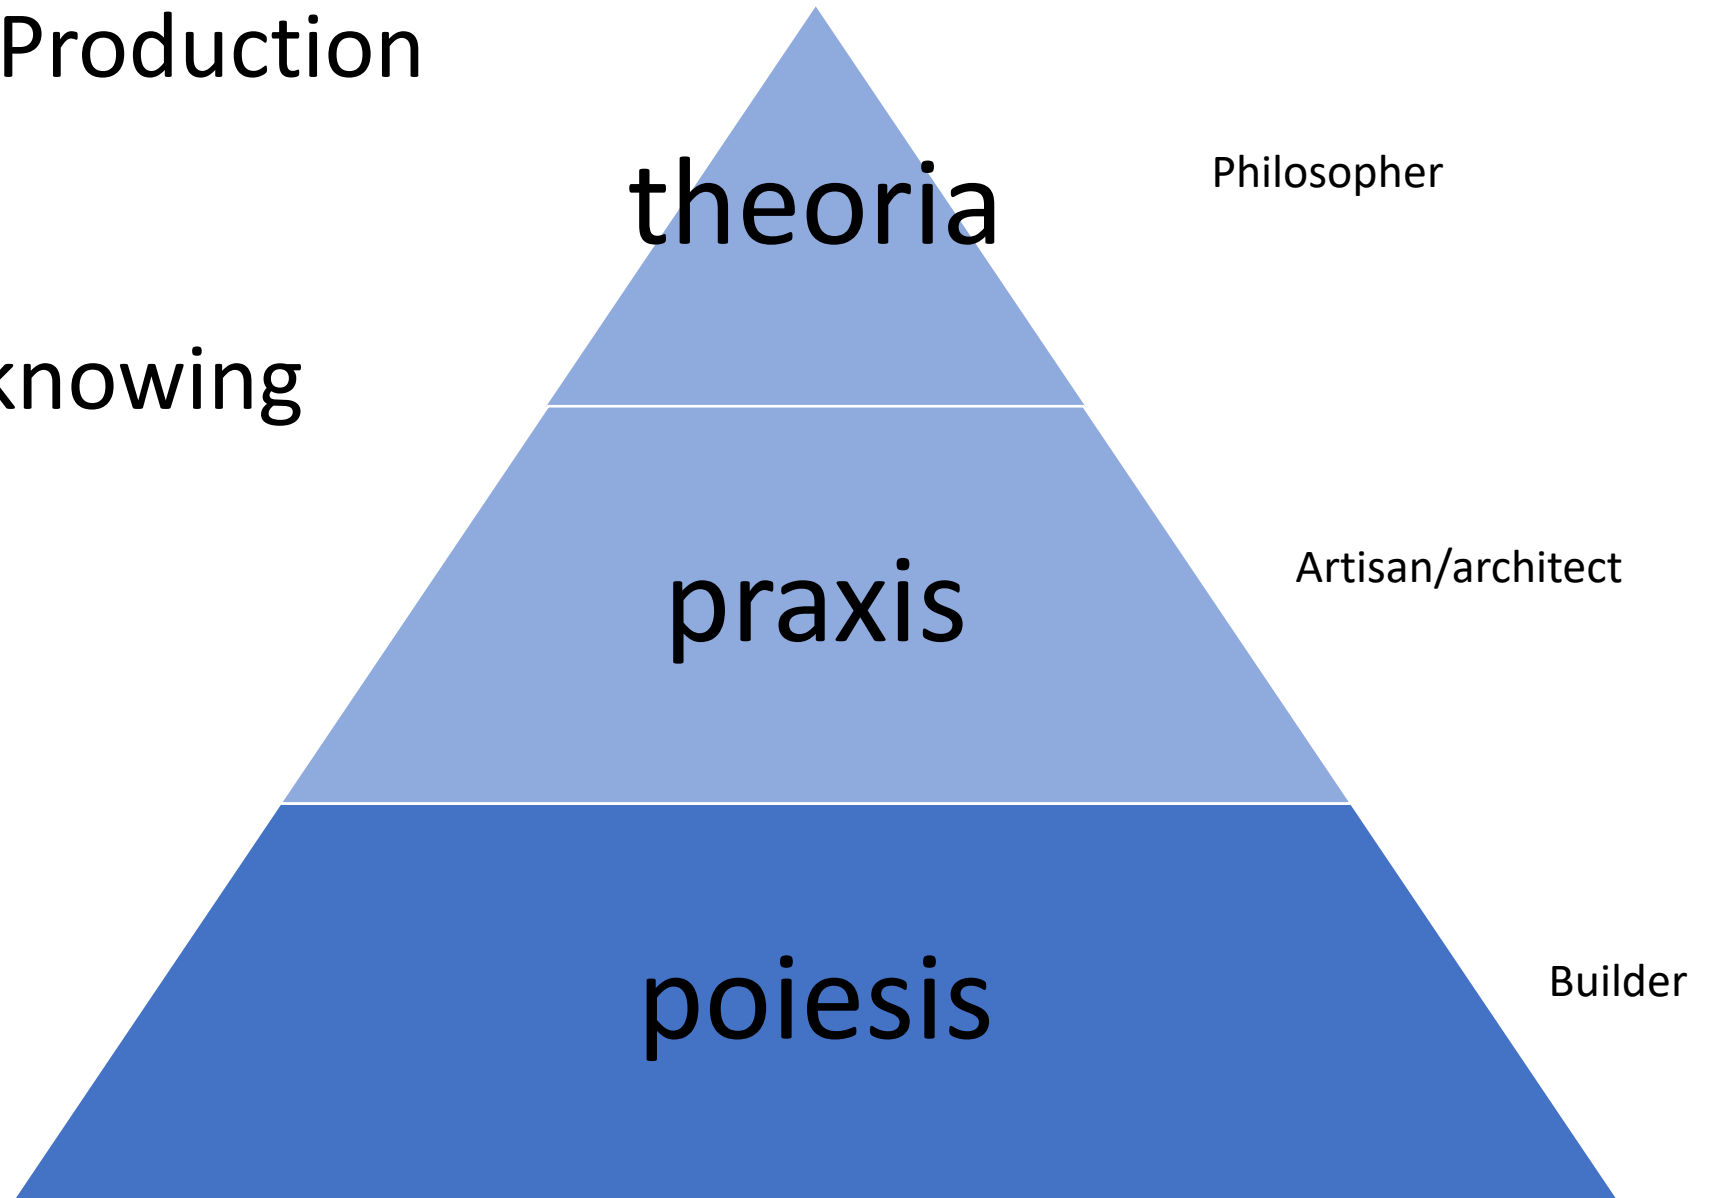 Production
theoria
Philosopher
knowing
praxis
Artisan/architect
poiesis
Builder